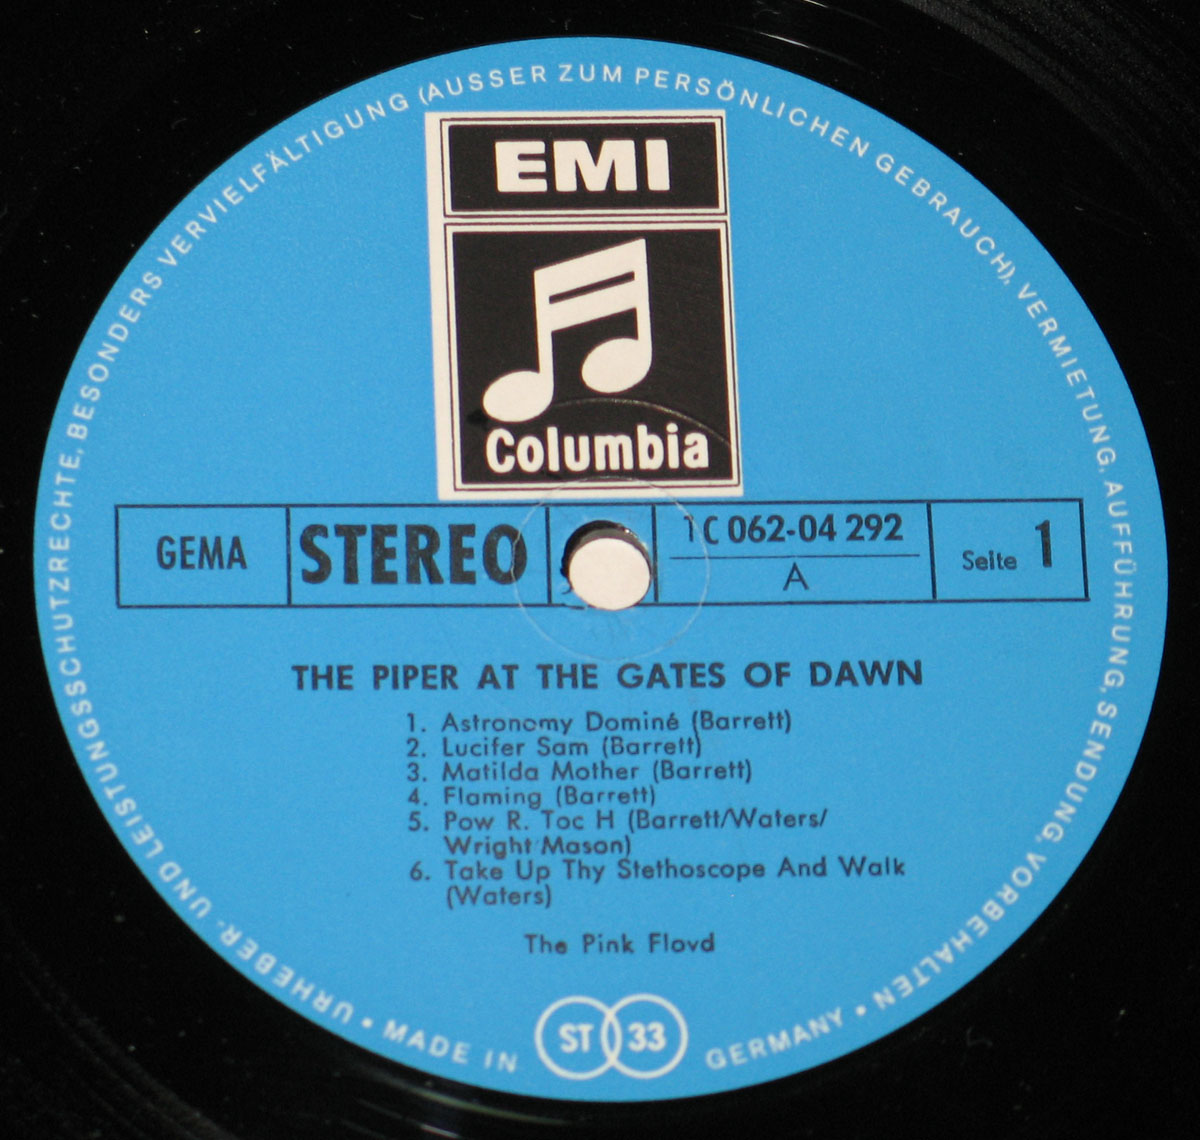 URHEBER- UND LEISTUNGSSCHUTZRECHTE, BESONDERS VERVIELFÄLTIGUNG (AUSSER ZUM PERSÖNLICHEN GEBRAUCH), VERMIETUNG, AUFFÜHRUNG, SENDUNG, VORBEHALTEN •
EMI
Columbia
GEMA
STEREO
1C 062-04 292
A
Seite 1
THE PIPER AT THE GATES OF DAWN
1. Astronomy Dominé (Barrett)
2. Lucifer Sam (Barrett)
3. Matilda Mother (Barrett)
4. Flaming (Barrett)
5. Pow R. Toc H (Barrett/Waters/
Wright Mason)
6. Take Up Thy Stethoscope And Walk
(Waters)
The Pink Floyd
• MADE IN GERMANY
ST 33